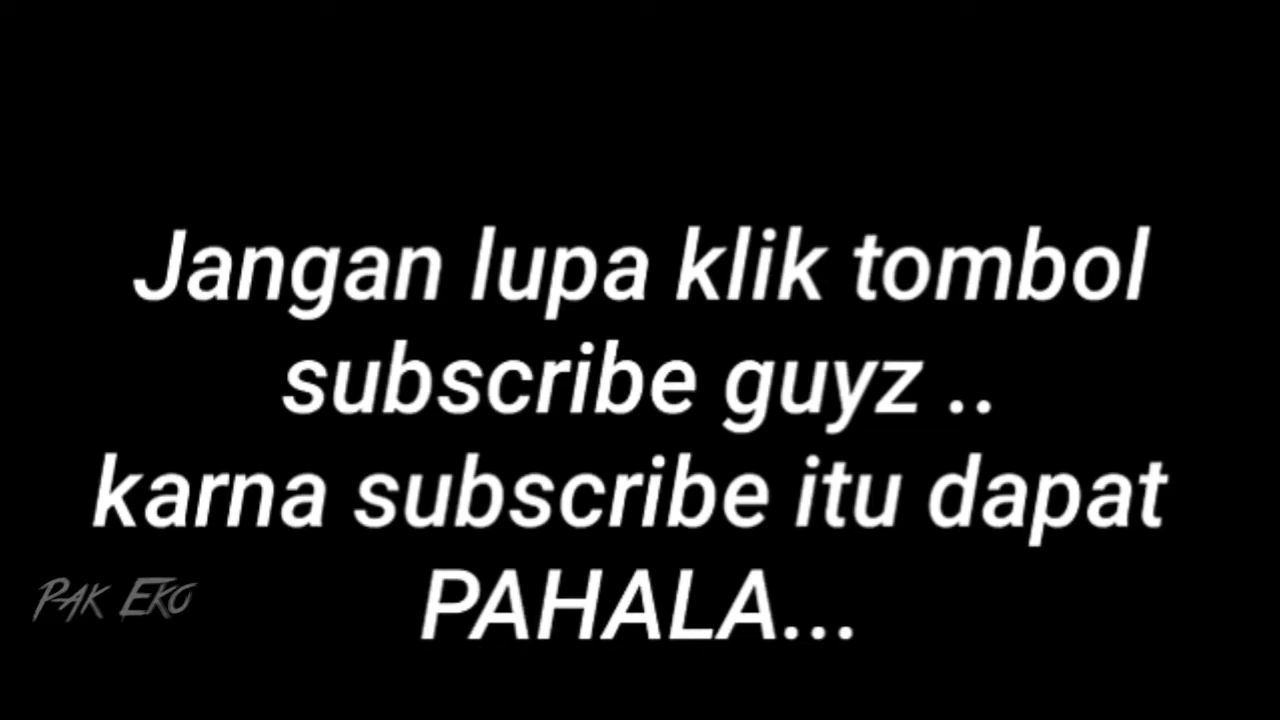 Jangan lupa klik tombol
subscribe guyz ..
karna subscribe itu dapat
PAHALA...
PAK EKO